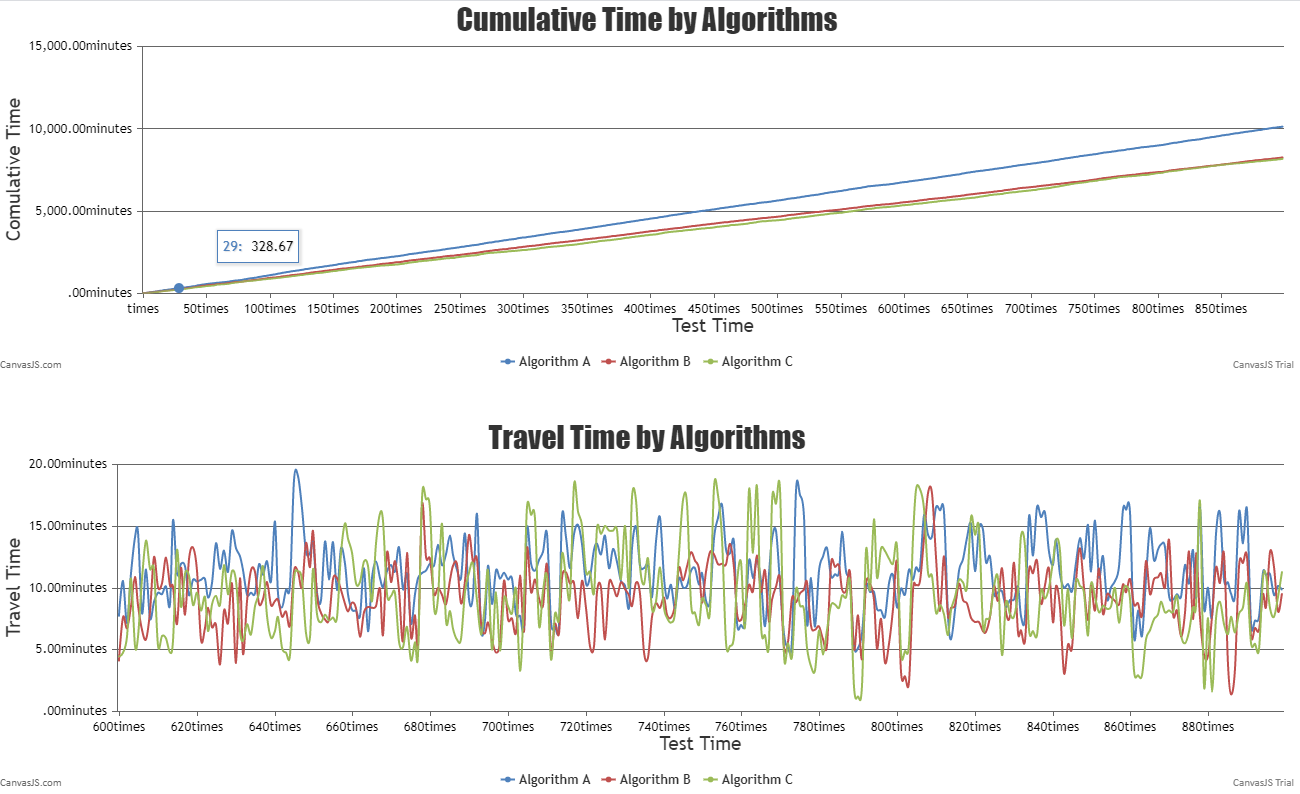 Cumulative Time by Algorithms
15,000.00minutes
10,000.00minutes
5,000.00minutes
.00minutes
Comulative Time
29: 328.67
times 50times 100times 150times 200times 250times 300times 350times 400times 450times 500times 550times 600times 650times 700times 750times 800times 850times
Test Time
Algorithm A Algorithm B Algorithm C
CanvasJS.com CanvasJS Trial
Travel Time by Algorithms
20.00minutes
15.00minutes
10.00minutes
5.00minutes
.00minutes
Travel Time
600times 620times 640times 660times 680times 700times 720times 740times 760times 780times 800times 820times 840times 860times 880times
Test Time
Algorithm A Algorithm B Algorithm C
CanvasJS.com CanvasJS Trial